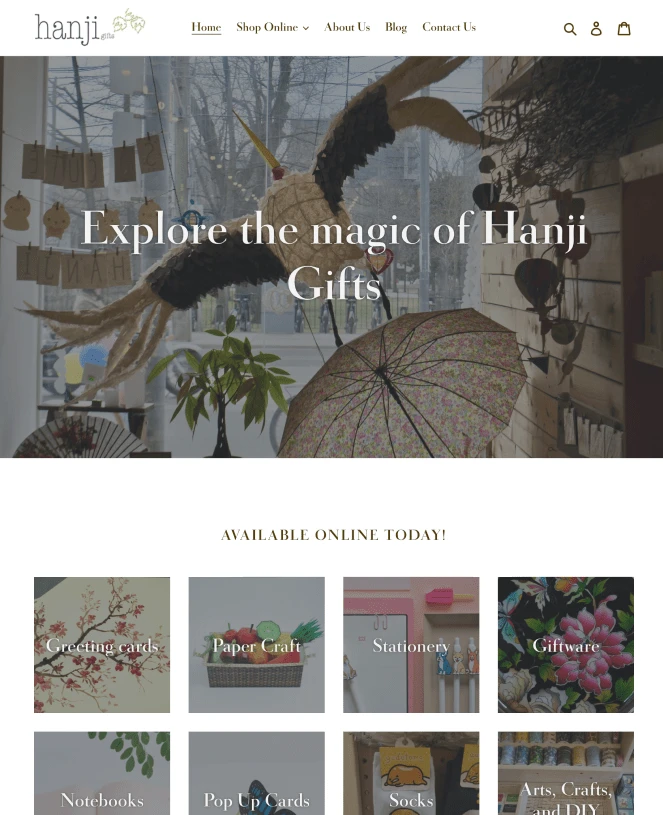 hanji
gifts
Home
Shop Online
About Us
Blog
Contact Us
Explore the magic of Hanji
Gifts
AVAILABLE ONLINE TODAY!
Greeting cards
Paper Craft
Stationery
Giftware
Notebooks
Pop Up Cards
Socks
Arts, Crafts,
and DIY